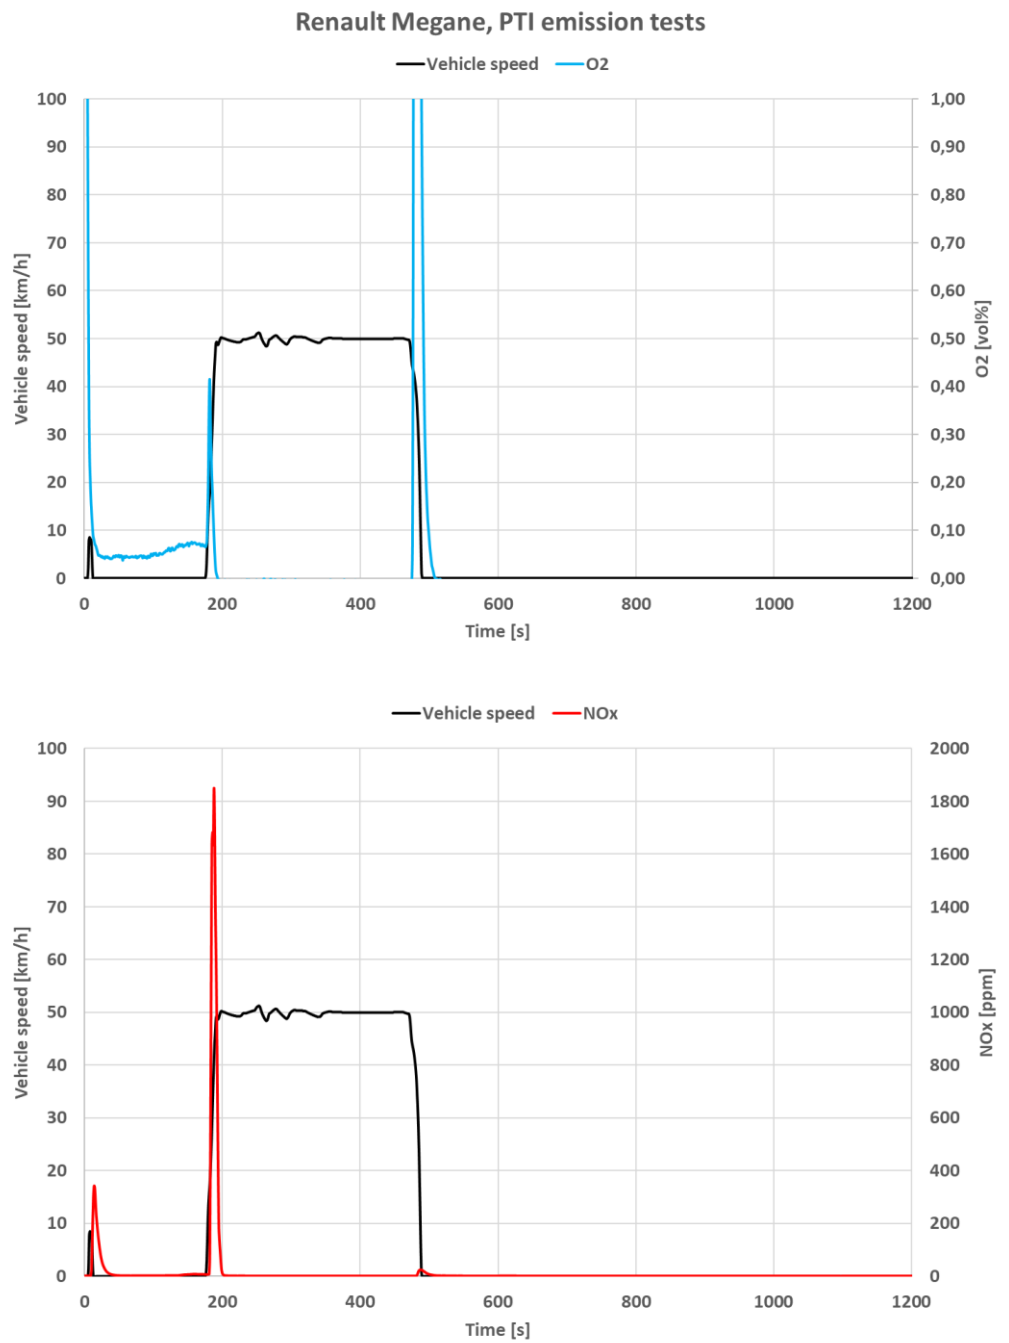 Renault Megane, PTI emission tests
Vehicle speed O2
100 1,00
90 0,90
80 0,80
70 0,70
60 0,60
50 0,50
40 0,40
30 0,30
20 0,20
10 0,10
0 0,00
Vehicle speed [km/h]
O2 [vol%]
0 200 400 600 800 1000 1200
Time [s]
Vehicle speed NOx
100 2000
90 1800
80 1600
70 1400
60 1200
50 1000
40 800
30 600
20 400
10 200
0 0
Vehicle speed [km/h]
NOx [ppm]
0 200 400 600 800 1000 1200
Time [s]